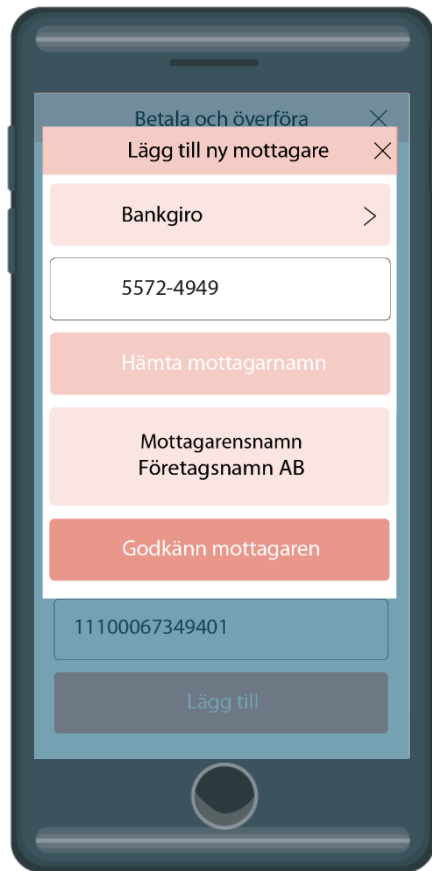 Betala och överföra
Lägg till ny mottagare
Bankgiro
5572-4949
Hämta mottagarnamn
Mottagarensnamn
Företagsnamn AB
Godkänn mottagaren
11100067349401
Lägg till